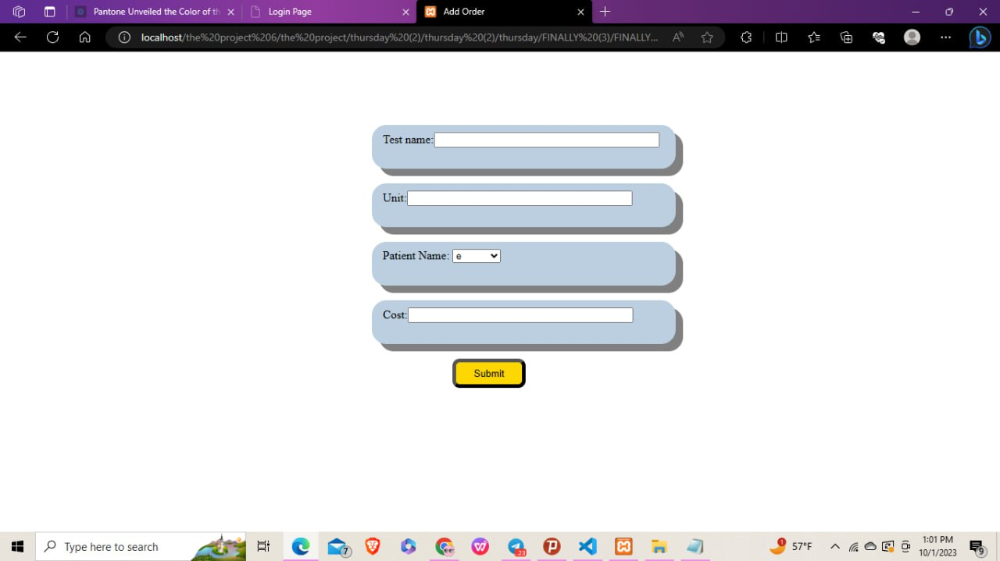 Pantone Unveiled the Color of th
Login Page
Add Order
localhost/the%20project%206/the%20project/thursday%20(2)/thursday%20(2)/thursday/FINALLY%20(3)/FINALLY...
Test name:
Unit:
Patient Name: e
Cost:
Submit
Type here to search
7
23
1
57°F
1:01 PM
10/1/2023
9